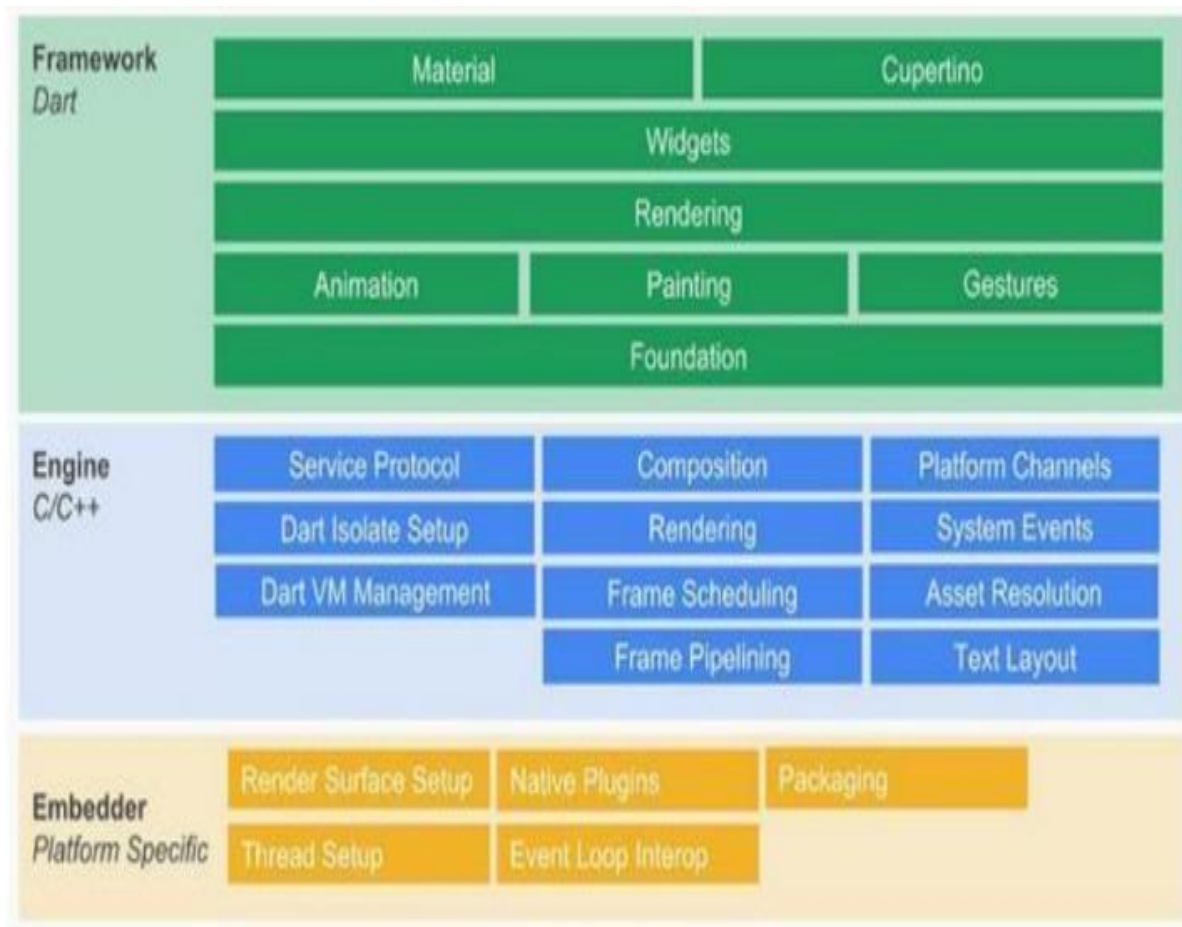 Framework
Dart
Material
Cupertino
Widgets
Rendering
Animation
Painting
Gestures
Foundation
Engine
C/C++
Service Protocol
Composition
Platform Channels
Dart Isolate Setup
Rendering
System Events
Dart VM Management
Frame Scheduling
Asset Resolution
Frame Pipelining
Text Layout
Embedder
Platform Specific
Render Surface Setup
Native Plugins
Packaging
Thread Setup
Event Loop Interop